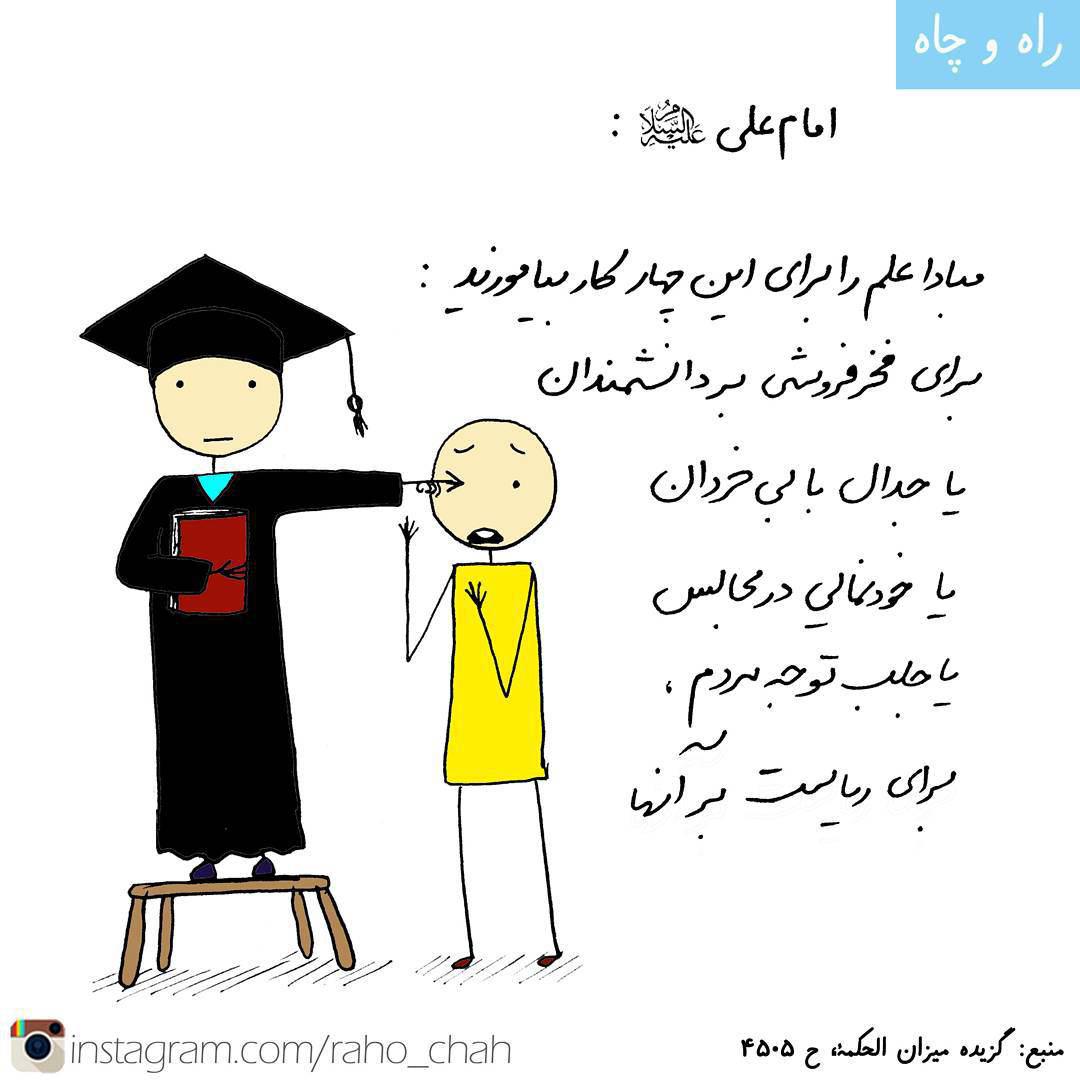 راه و چاه
امام علی علیه السلام :
مبادا علم را برای این چهار کار بیاموزید :
برای فخرفروشی بر دانشمندان
یا جدال با بی خردان
یا خودنمائی در مجالس
یا جلب توجه مردم ،
برای ریاست بر آنها
instagram.com/raho_chah
منبع: گزیده میزان الحکمة، ح ۴۵۰۵